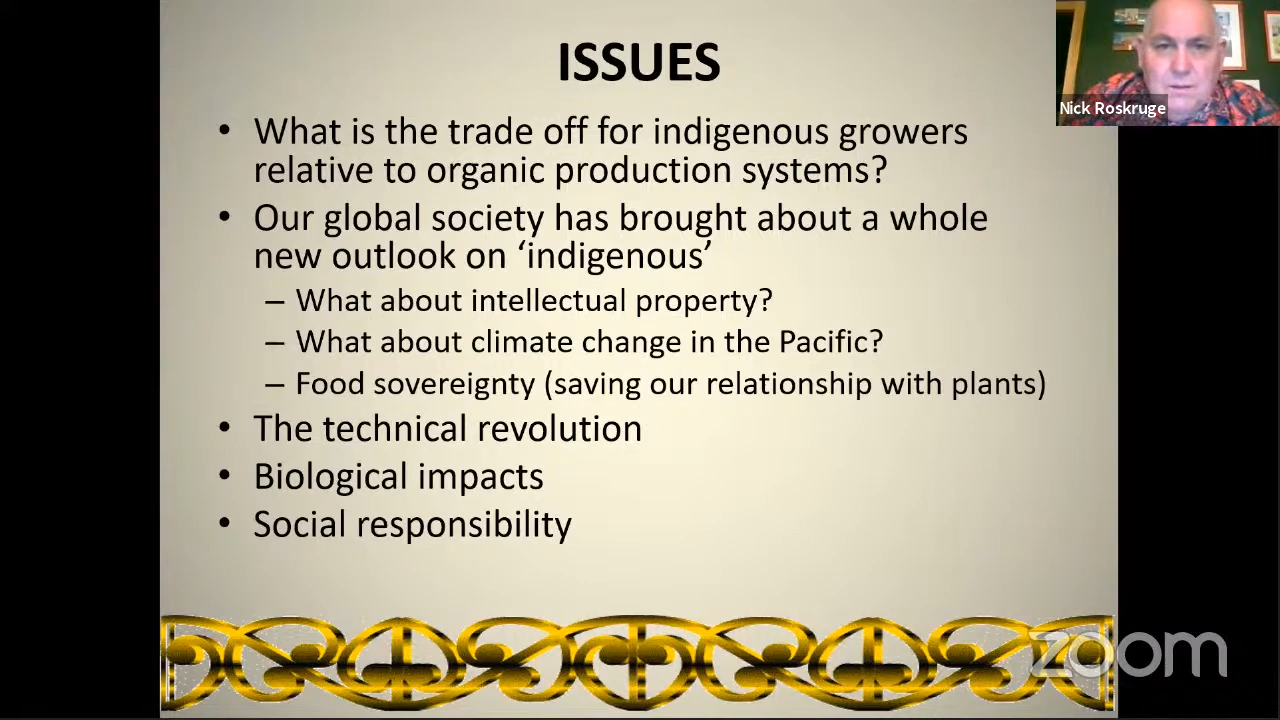 ISSUES
Nick Roskruge
• What is the trade off for indigenous growers
relative to organic production systems?
• Our global society has brought about a whole
new outlook on ‘indigenous’
– What about intellectual property?
– What about climate change in the Pacific?
– Food sovereignty (saving our relationship with plants)
• The technical revolution
• Biological impacts
• Social responsibility
zoom